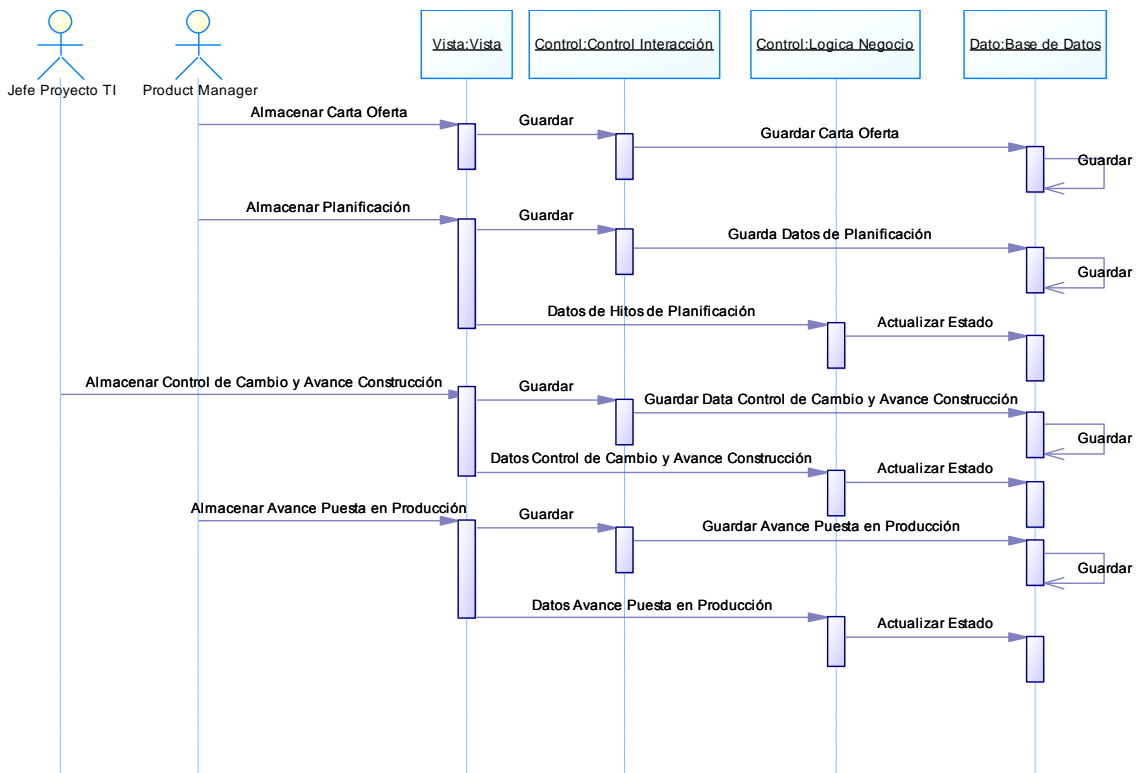 Vista:Vista
Control:Control Interacción
Control:Logica Negocio
Dato:Base de Datos
Jefe Proyecto TI
Product Manager
Almacenar Carta Oferta
Guardar
Guardar Carta Oferta
Guardar
Almacenar Planificación
Guardar
Guarda Datos de Planificación
Guardar
Datos de Hitos de Planificación
Actualizar Estado
Almacenar Control de Cambio y Avance Construcción
Guardar
Guardar Data Control de Cambio y Avance Construcción
Guardar
Datos Control de Cambio y Avance Construcción
Actualizar Estado
Almacenar Avance Puesta en Producción
Guardar
Guardar Avance Puesta en Producción
Guardar
Datos Avance Puesta en Producción
Actualizar Estado